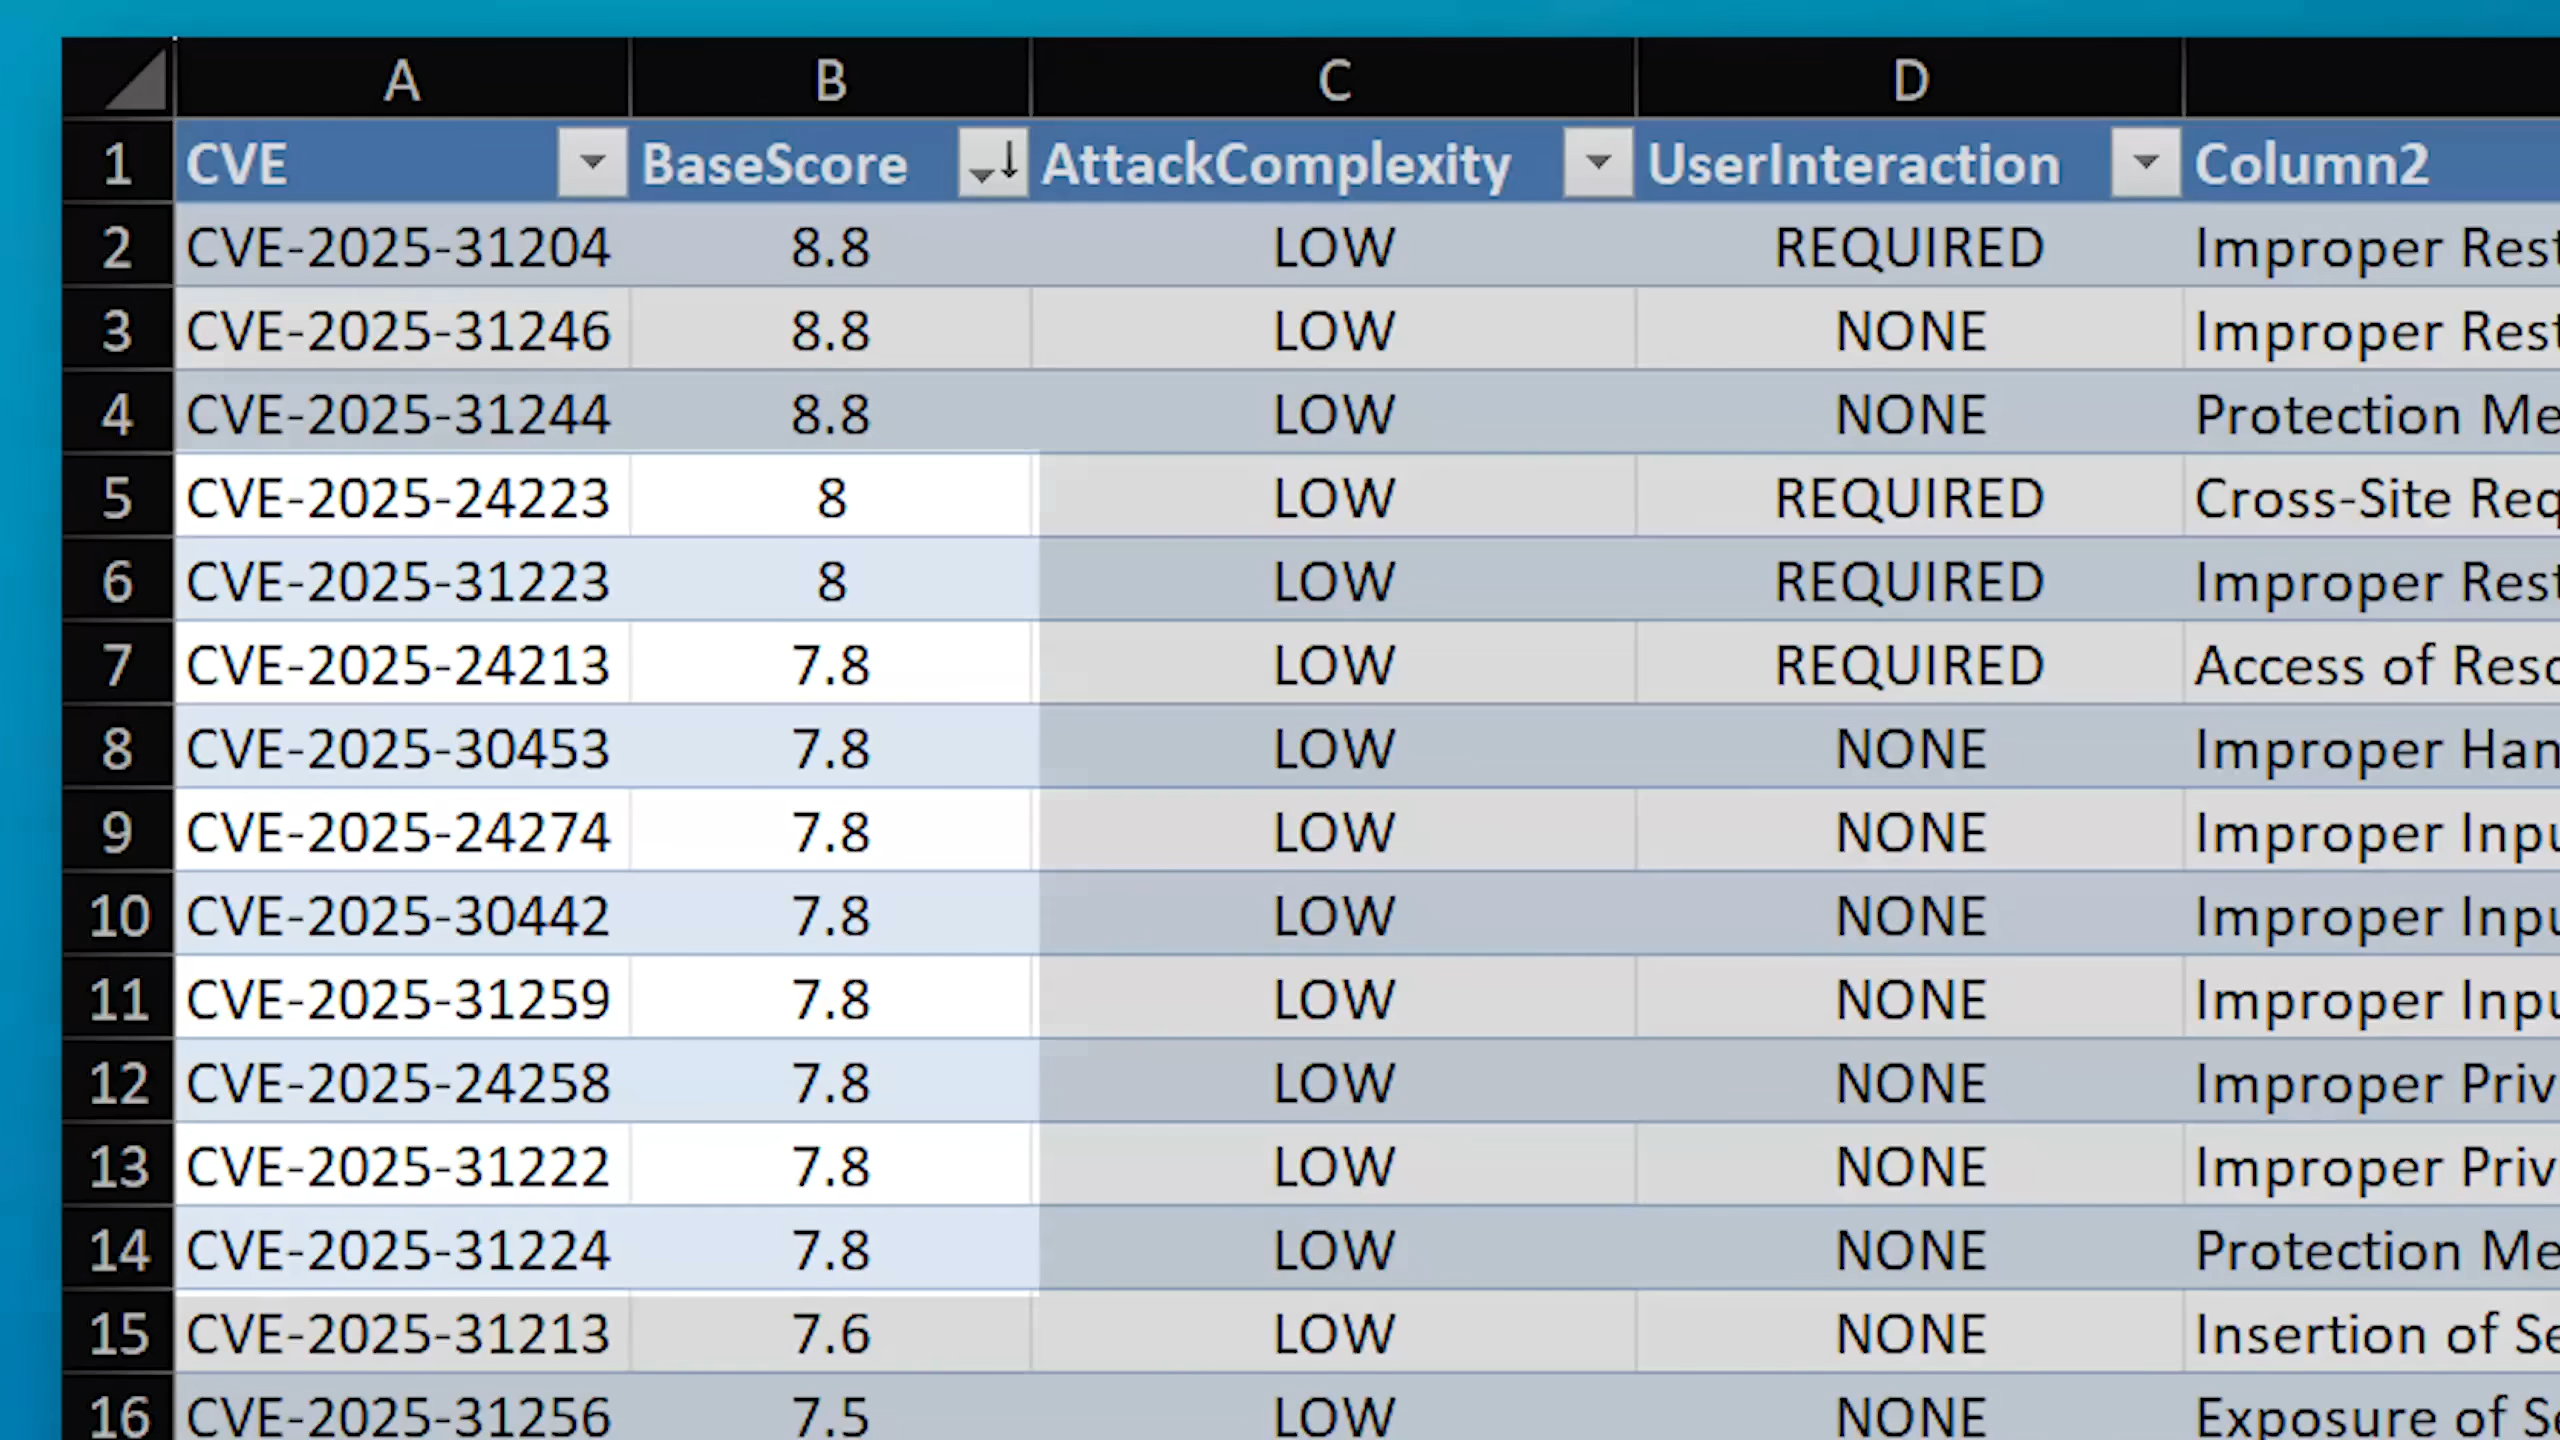 A B C D
1 CVE BaseScore AttackComplexity UserInteraction Column2
2 CVE-2025-31204 8.8 LOW REQUIRED Improper Rest
3 CVE-2025-31246 8.8 LOW NONE Improper Rest
4 CVE-2025-31244 8.8 LOW NONE Protection Me
5 CVE-2025-24223 8 LOW REQUIRED Cross-Site Req
6 CVE-2025-31223 8 LOW REQUIRED Improper Rest
7 CVE-2025-24213 7.8 LOW REQUIRED Access of Reso
8 CVE-2025-30453 7.8 LOW NONE Improper Han
9 CVE-2025-24274 7.8 LOW NONE Improper Inpu
10 CVE-2025-30442 7.8 LOW NONE Improper Inpu
11 CVE-2025-31259 7.8 LOW NONE Improper Inpu
12 CVE-2025-24258 7.8 LOW NONE Improper Priv
13 CVE-2025-31222 7.8 LOW NONE Improper Priv
14 CVE-2025-31224 7.8 LOW NONE Protection Me
15 CVE-2025-31213 7.6 LOW NONE Insertion of Se
16 CVE-2025-31256 7.5 LOW NONE Exposure of Se